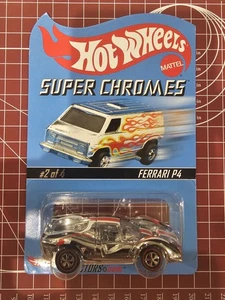 Hot Wheels
MATTEL
SUPER CHROMES
#2 of 4
FERRARI P4